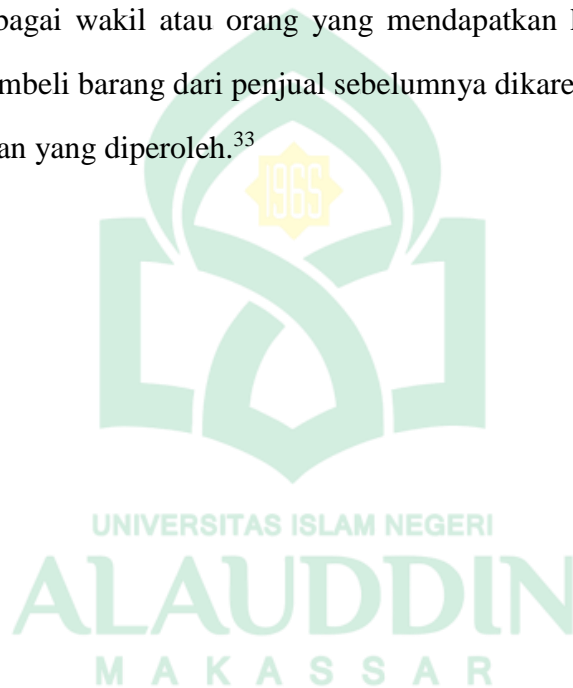 bagai wakil atau orang yang mendapatkan
mbeli barang dari penjual sebelumnya
an yang diperoleh.33
1965
UNIVERSITAS ISLAM NEGERI
ALAUDDIN
MAKASSAR